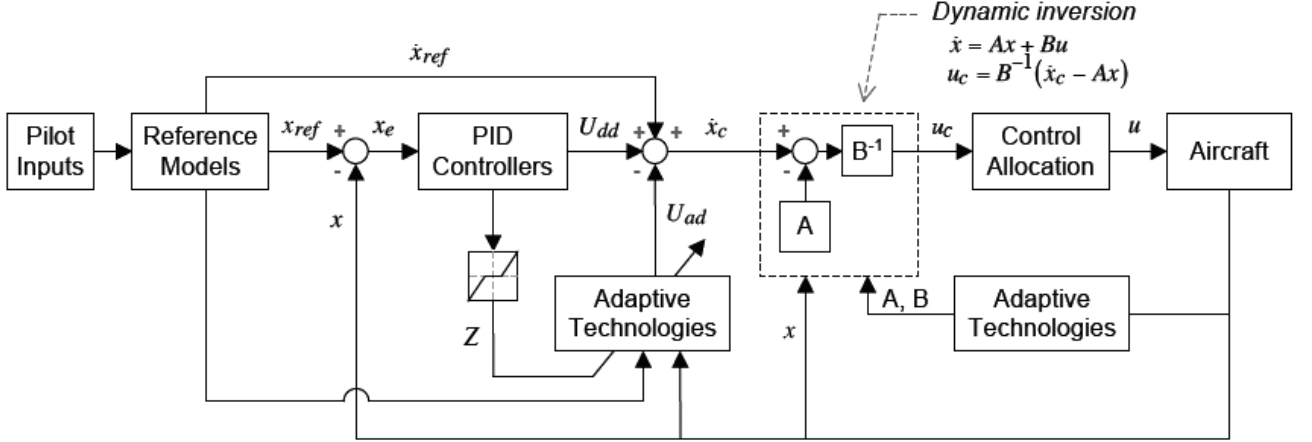 Dynamic inversion
ẋ = Ax + Bu
u_c = B⁻¹(ẋ_c − Ax)
ẋ_ref
Pilot
Inputs
Reference
Models
x_ref
+
-
x_e
PID
Controllers
U_dd
+
+
-
ẋ_c
+
-
B⁻¹
u_c
Control
Allocation
u
Aircraft
x
U_ad
A
Z
Adaptive
Technologies
x
A, B
Adaptive
Technologies